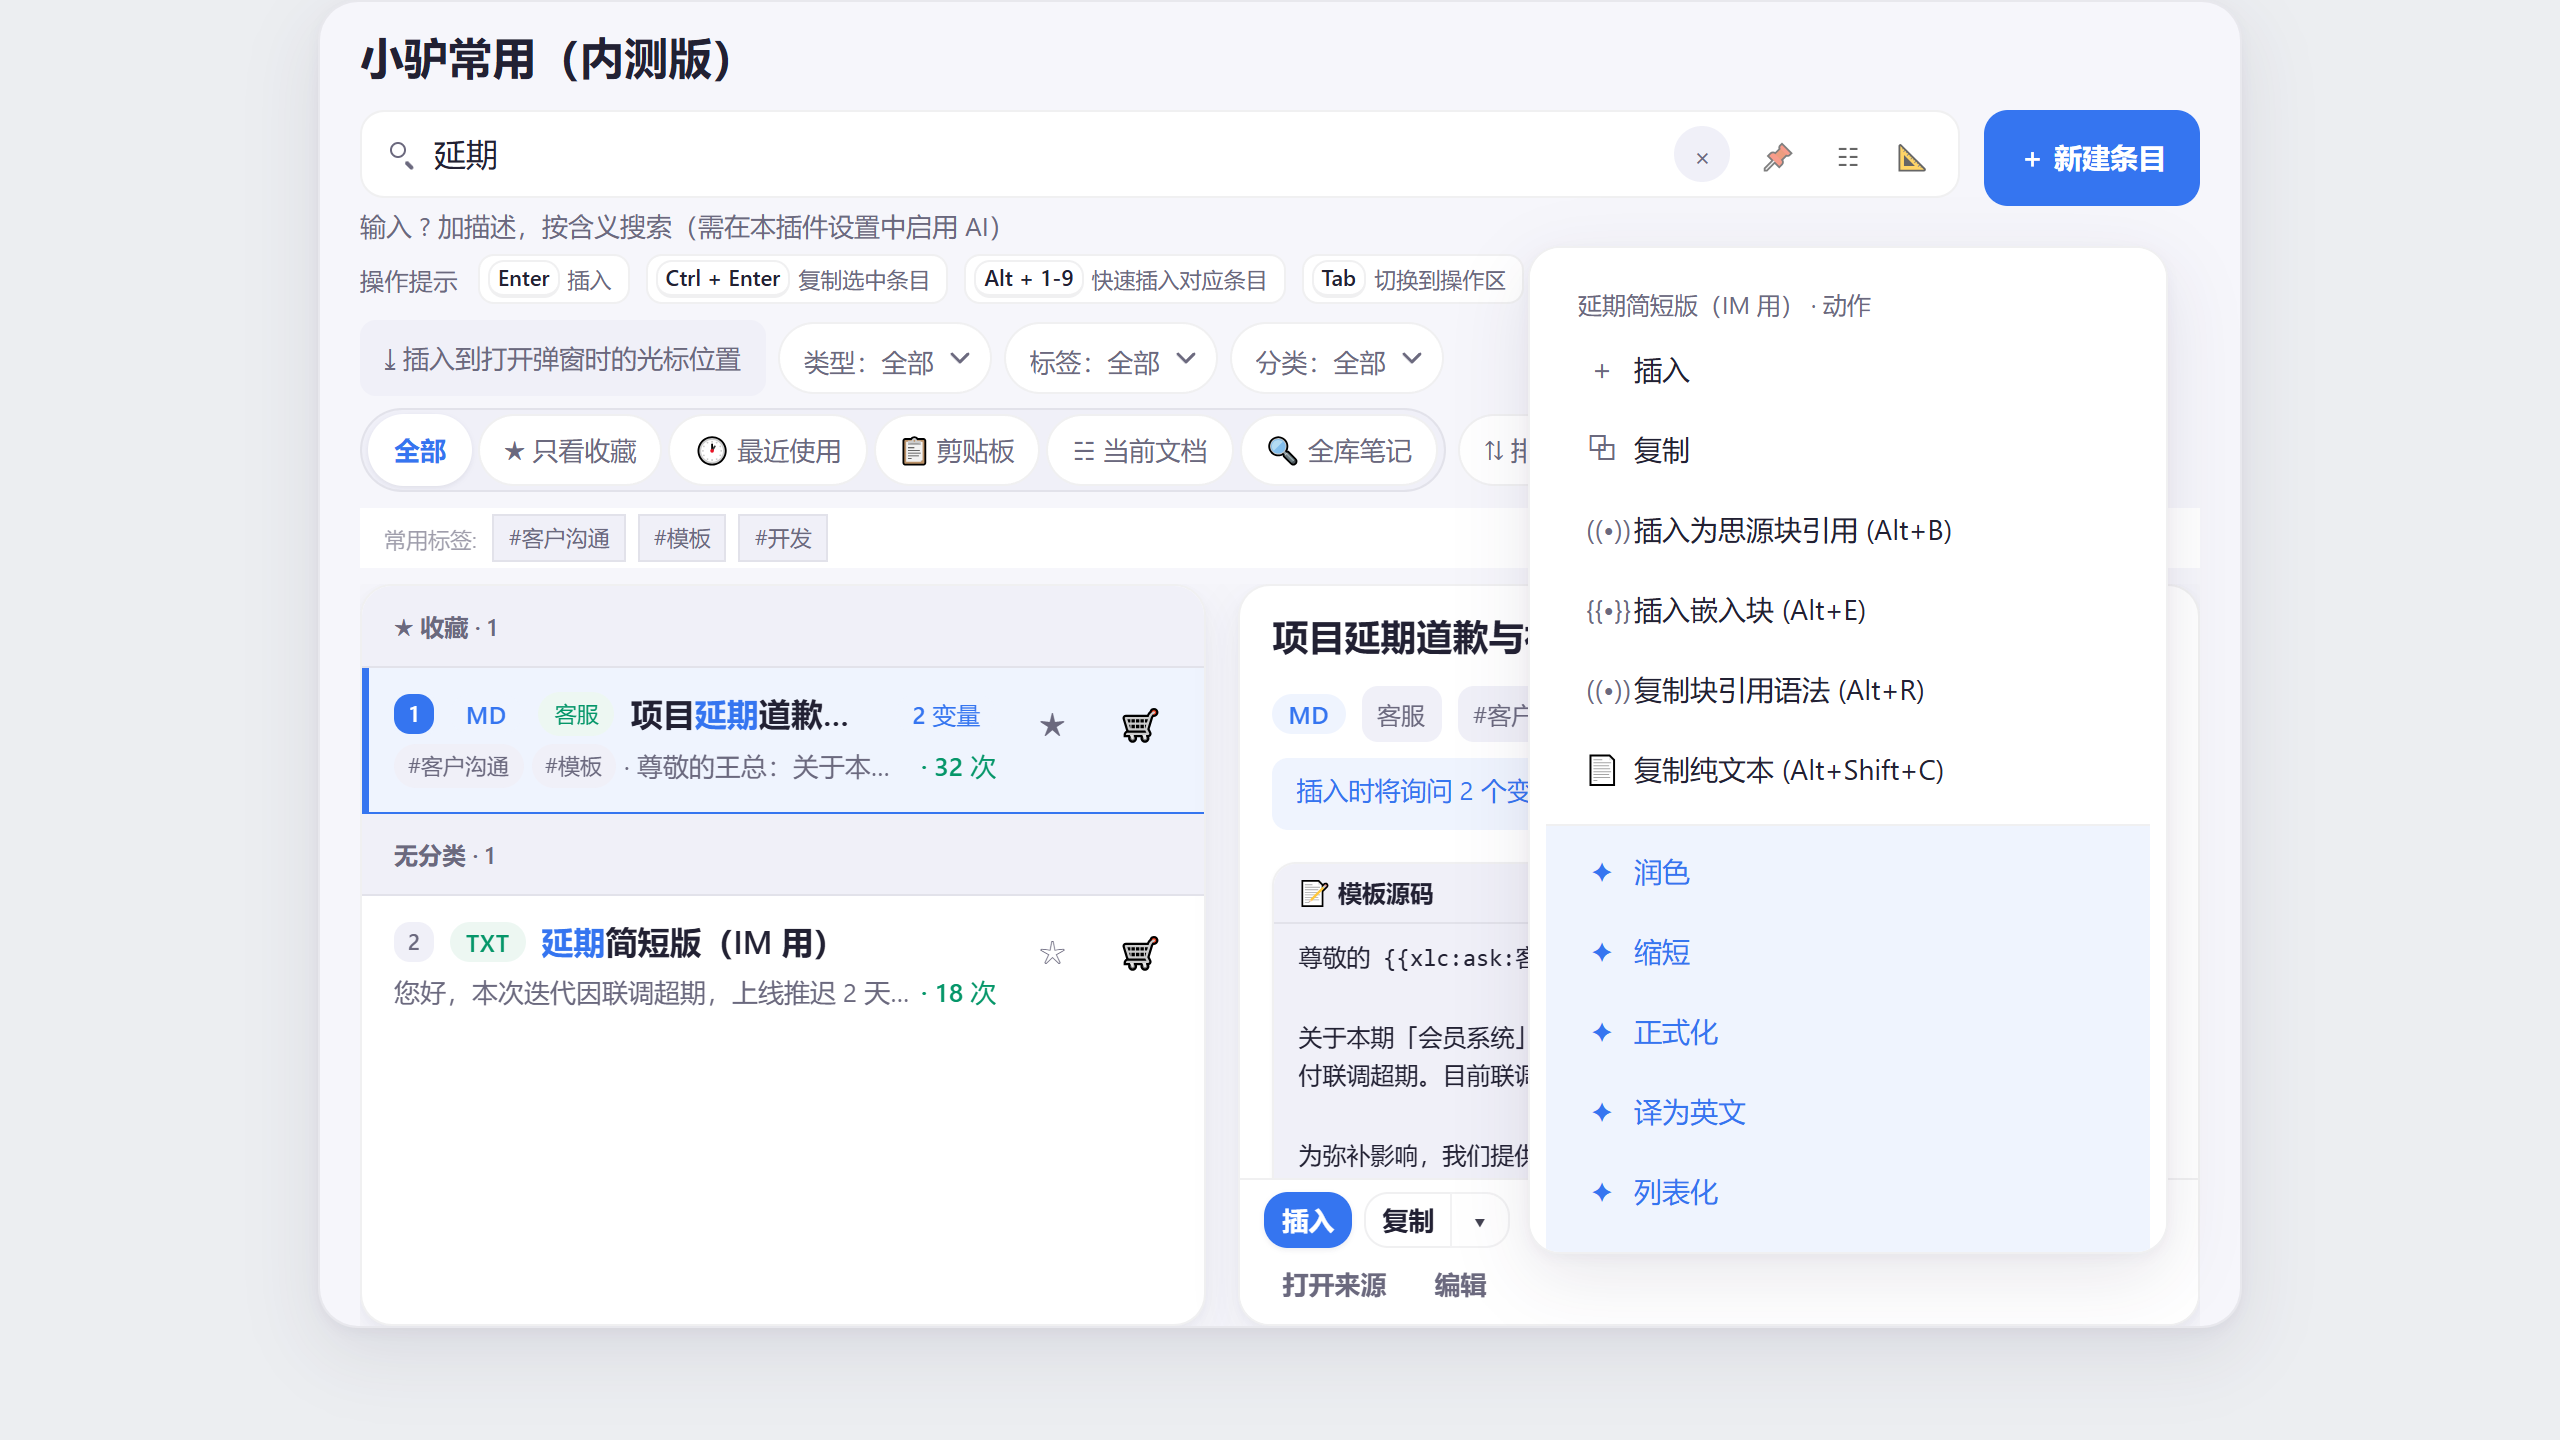 小驴常用（内测版）
延期
× 
+ 新建条目
输入 ? 加描述，按含义搜索（需在本插件设置中启用 AI）
操作提示 Enter 插入 Ctrl + Enter 复制选中条目 Alt + 1-9 快速插入对应条目 Tab 切换到操作区
⤓插入到打开弹窗时的光标位置 类型：全部 标签：全部 分类：全部
全部 ★ 只看收藏 🕐 最近使用 📋 剪贴板 ☵ 当前文档 🔍 全库笔记 ⇅
常用标签: #客户沟通 #模板 #开发
★ 收藏 · 1
1 MD 客服 项目延期道歉... 2 变量 ★
#客户沟通 #模板 · 尊敬的王总：关于本... · 32 次
无分类 · 1
2 TXT 延期简短版（IM 用） ☆
您好，本次迭代因联调超期，上线推迟 2 天... · 18 次
项目延期道歉与
MD 客服 #客户
插入时将询问 2 个变
📝 模板源码
尊敬的 {{xlc:ask:客
关于本期「会员系统」
付联调超期。目前联调
为弥补影响，我们提供
插入 复制 ▾
打开来源 编辑
延期简短版（IM 用） · 动作
+ 插入
复制
((•))插入为思源块引用 (Alt+B)
{{•}}插入嵌入块 (Alt+E)
((•))复制块引用语法 (Alt+R)
复制纯文本 (Alt+Shift+C)
✦ 润色
✦ 缩短
✦ 正式化
✦ 译为英文
✦ 列表化